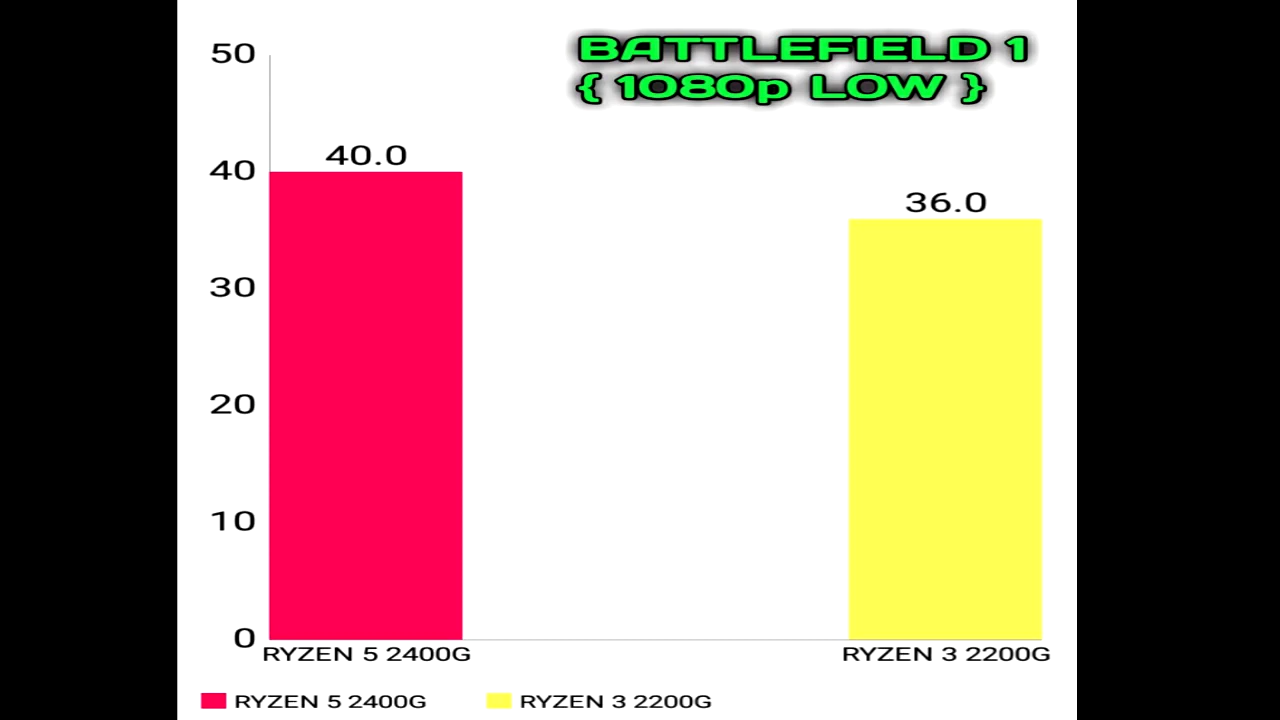 BATTLEFIELD 1
{ 1080p LOW }
50
40
30
20
10
0
40.0
36.0
RYZEN 5 2400G
RYZEN 3 2200G
RYZEN 5 2400G
RYZEN 3 2200G